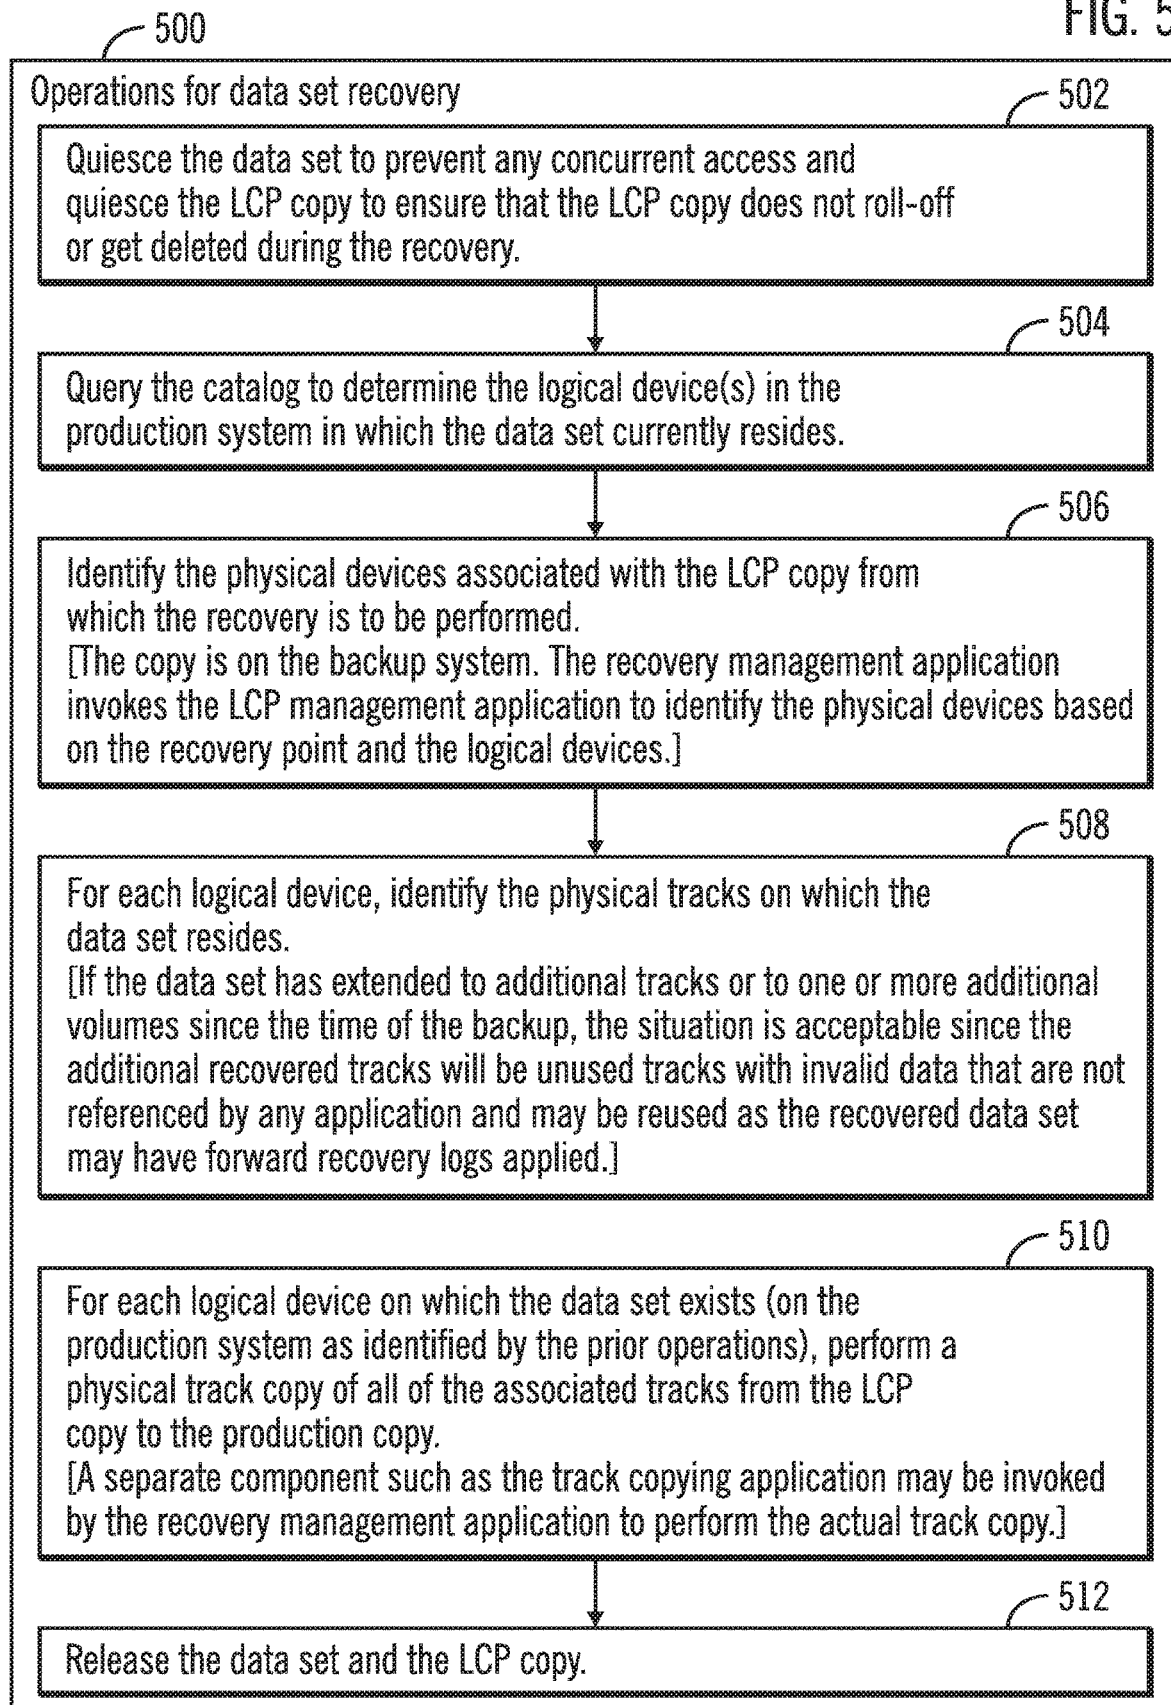 FIG. 5
500
Operations for data set recovery
502
Quiesce the data set to prevent any concurrent access and
quiesce the LCP copy to ensure that the LCP copy does not roll-off
or get deleted during the recovery.
504
Query the catalog to determine the logical device(s) in the
production system in which the data set currently resides.
506
Identify the physical devices associated with the LCP copy from
which the recovery is to be performed.
[The copy is on the backup system. The recovery management application
invokes the LCP management application to identify the physical devices based
on the recovery point and the logical devices.]
508
For each logical device, identify the physical tracks on which the
data set resides.
[If the data set has extended to additional tracks or to one or more additional
volumes since the time of the backup, the situation is acceptable since the
additional recovered tracks will be unused tracks with invalid data that are not
referenced by any application and may be reused as the recovered data set
may have forward recovery logs applied.]
510
For each logical device on which the data set exists (on the
production system as identified by the prior operations), perform a
physical track copy of all of the associated tracks from the LCP
copy to the production copy.
[A separate component such as the track copying application may be invoked
by the recovery management application to perform the actual track copy.]
512
Release the data set and the LCP copy.